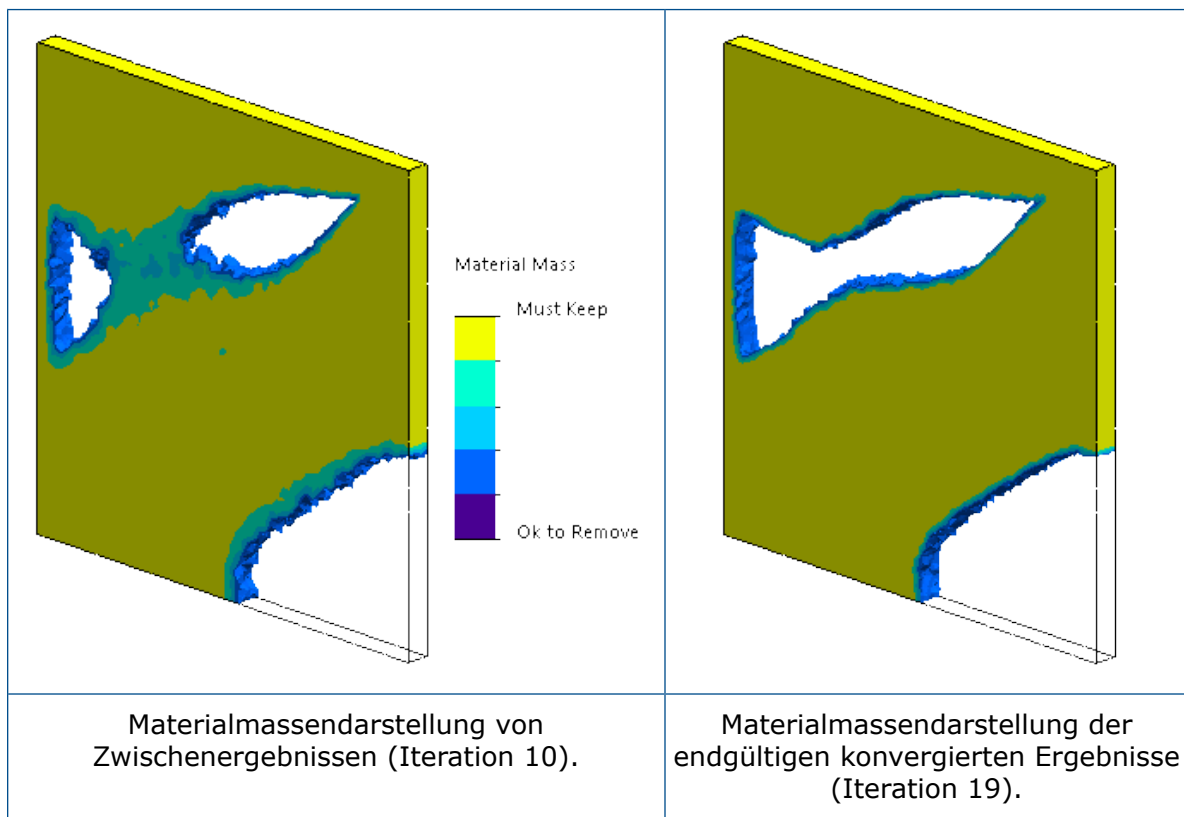 Material Mass
Must Keep
Ok to Remove
Materialmassendarstellung von
Zwischenergebnissen (Iteration 10).
Materialmassendarstellung der
endgültigen konvergierten Ergebnisse
(Iteration 19).